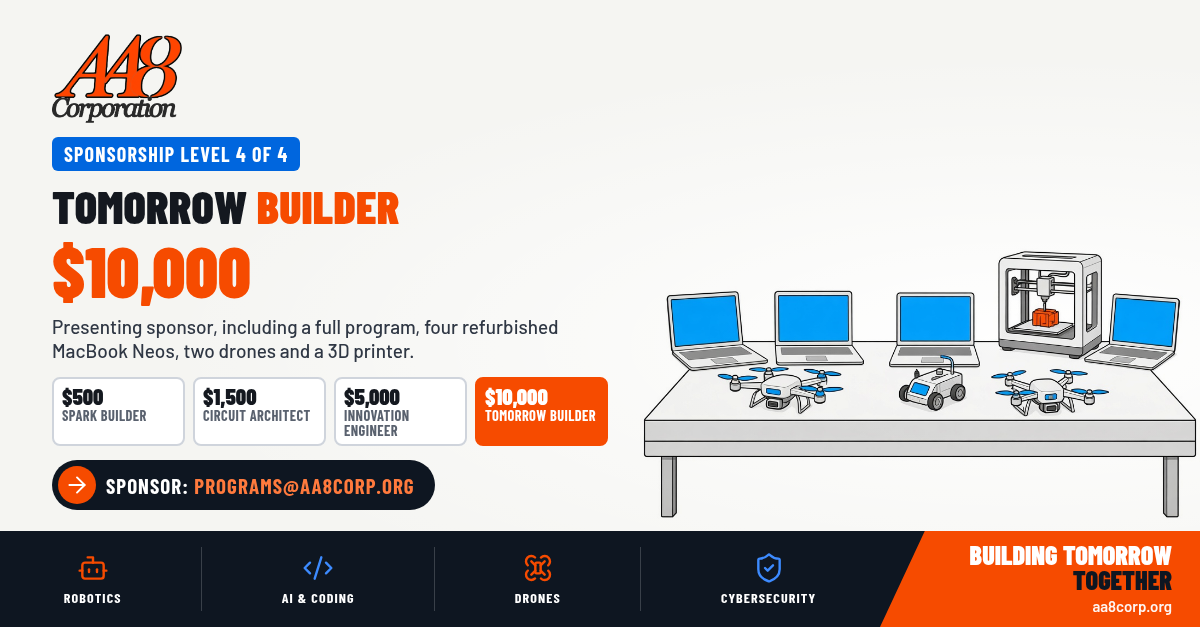 AA8
Corporation
SPONSORSHIP LEVEL 4 OF 4
TOMORROW BUILDER
$10,000
Presenting sponsor, including a full program, four refurbished
MacBook Neos, two drones and a 3D printer.
$500
SPARK BUILDER
$1,500
CIRCUIT ARCHITECT
$5,000
INNOVATION
ENGINEER
$10,000
TOMORROW BUILDER
SPONSOR: PROGRAMS@AA8CORP.ORG
ROBOTICS
AI & CODING
DRONES
CYBERSECURITY
BUILDING TOMORROW
TOGETHER
aa8corp.org